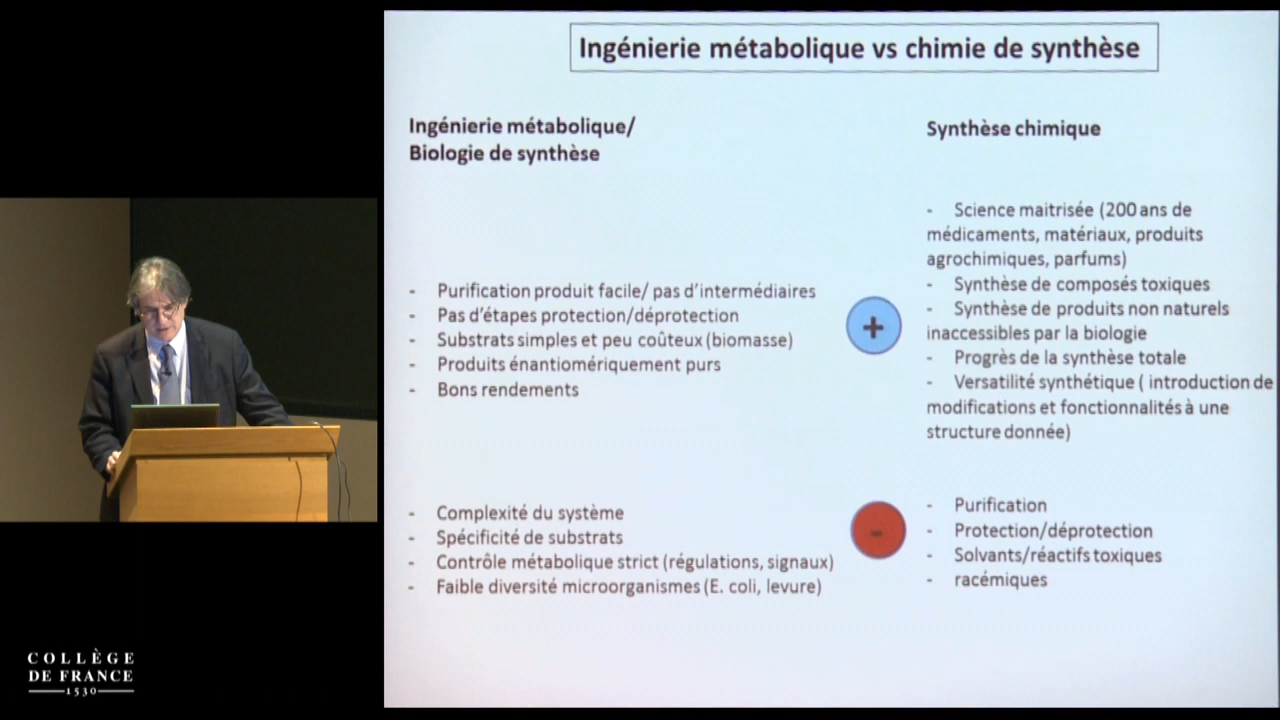 Ingénierie métabolique vs chimie de synthèse
Ingénierie métabolique/
Biologie de synthèse
- Purification produit facile/ pas d'intermédiaires
- Pas d'étapes protection/déprotection
- Substrats simples et peu coûteux (biomasse)
- Produits énantiomériquement purs
- Bons rendements
+
Synthèse chimique
- Science maitrisée (200 ans de
médicaments, matériaux, produits
agrochimiques, parfums)
- Synthèse de composés toxiques
- Synthèse de produits non naturels
inaccessibles par la biologie
- Progrès de la synthèse totale
- Versatilité synthétique ( introduction de
modifications et fonctionnalités à une
structure donnée)
- Complexité du système
- Spécificité de substrats
- Contrôle métabolique strict (régulations, signaux)
- Faible diversité microorganismes (E. coli, levure)
-
- Purification
- Protection/déprotection
- Solvants/réactifs toxiques
- racémiques
COLLÈGE
DE FRANCE
1530